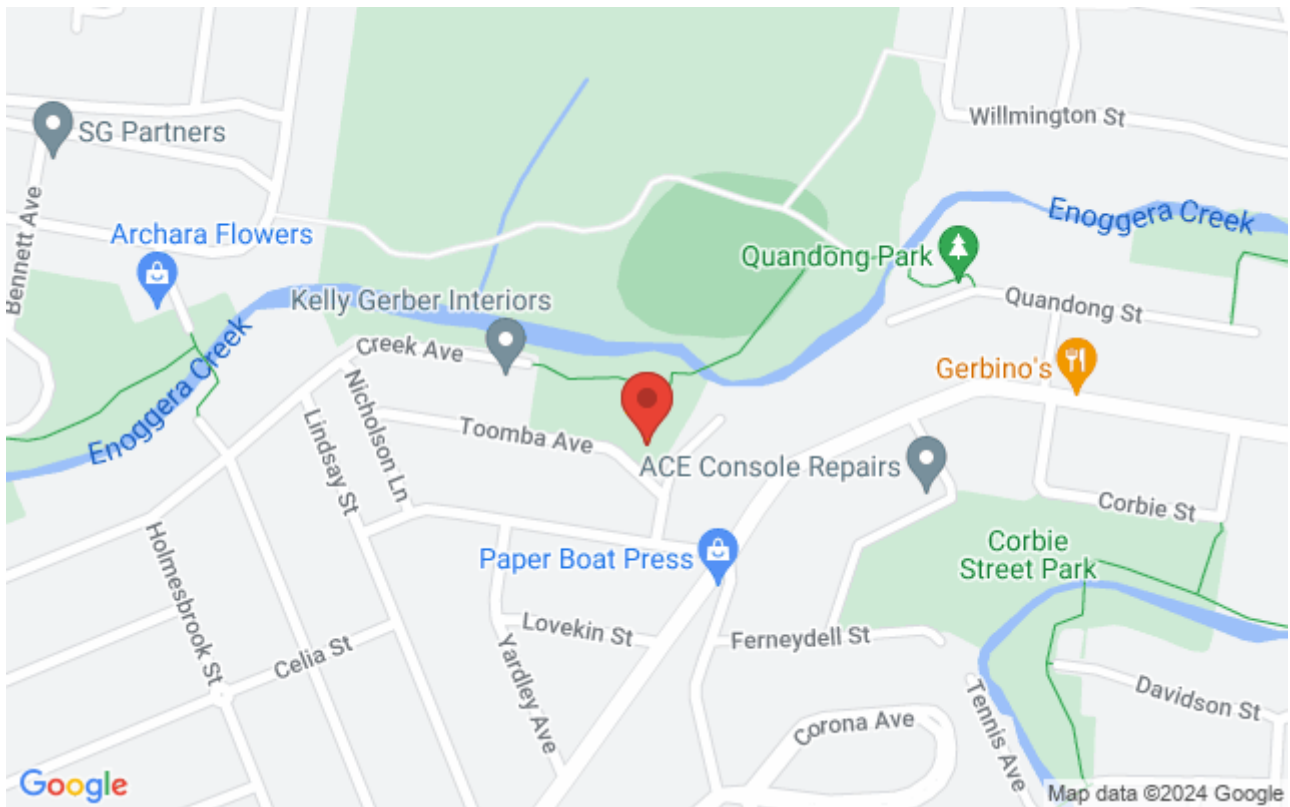 Willmington St
SG Partners
Bennett Ave
Archara Flowers
Enoggera Creek
Quandong Park
Kelly Gerber Interiors
Quandong St
Creek Ave
Enoggera Creek
Nicholson Ln
Gerbino's
Lindsay St
Toomba Ave
ACE Console Repairs
Corbie St
Holmesbrook St
Paper Boat Press
Corbie
Street Park
Lovekin St
Ferneydell St
Celia St
Yardley Ave
Tennis Ave
Davidson St
Corona Ave
Google
Map data ©2024 Google